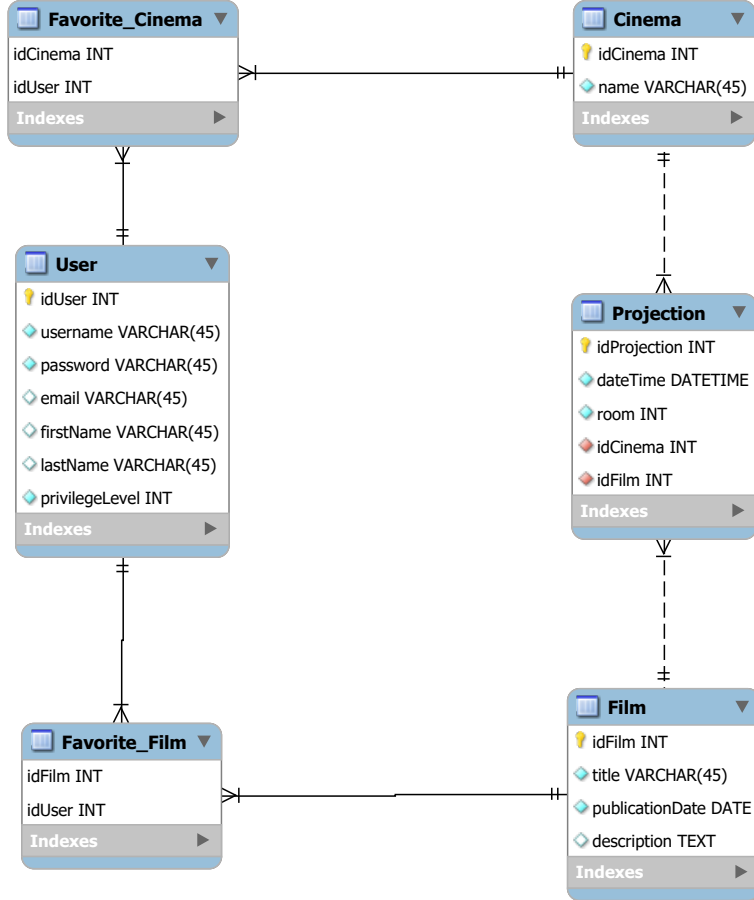 Favorite_Cinema
idCinema INT
idUser INT
Indexes
Cinema
idCinema INT
name VARCHAR(45)
Indexes
User
idUser INT
username VARCHAR(45)
password VARCHAR(45)
email VARCHAR(45)
firstName VARCHAR(45)
lastName VARCHAR(45)
privilegeLevel INT
Indexes
Projection
idProjection INT
dateTime DATETIME
room INT
idCinema INT
idFilm INT
Indexes
Favorite_Film
idFilm INT
idUser INT
Indexes
Film
idFilm INT
title VARCHAR(45)
publicationDate DATE
description TEXT
Indexes